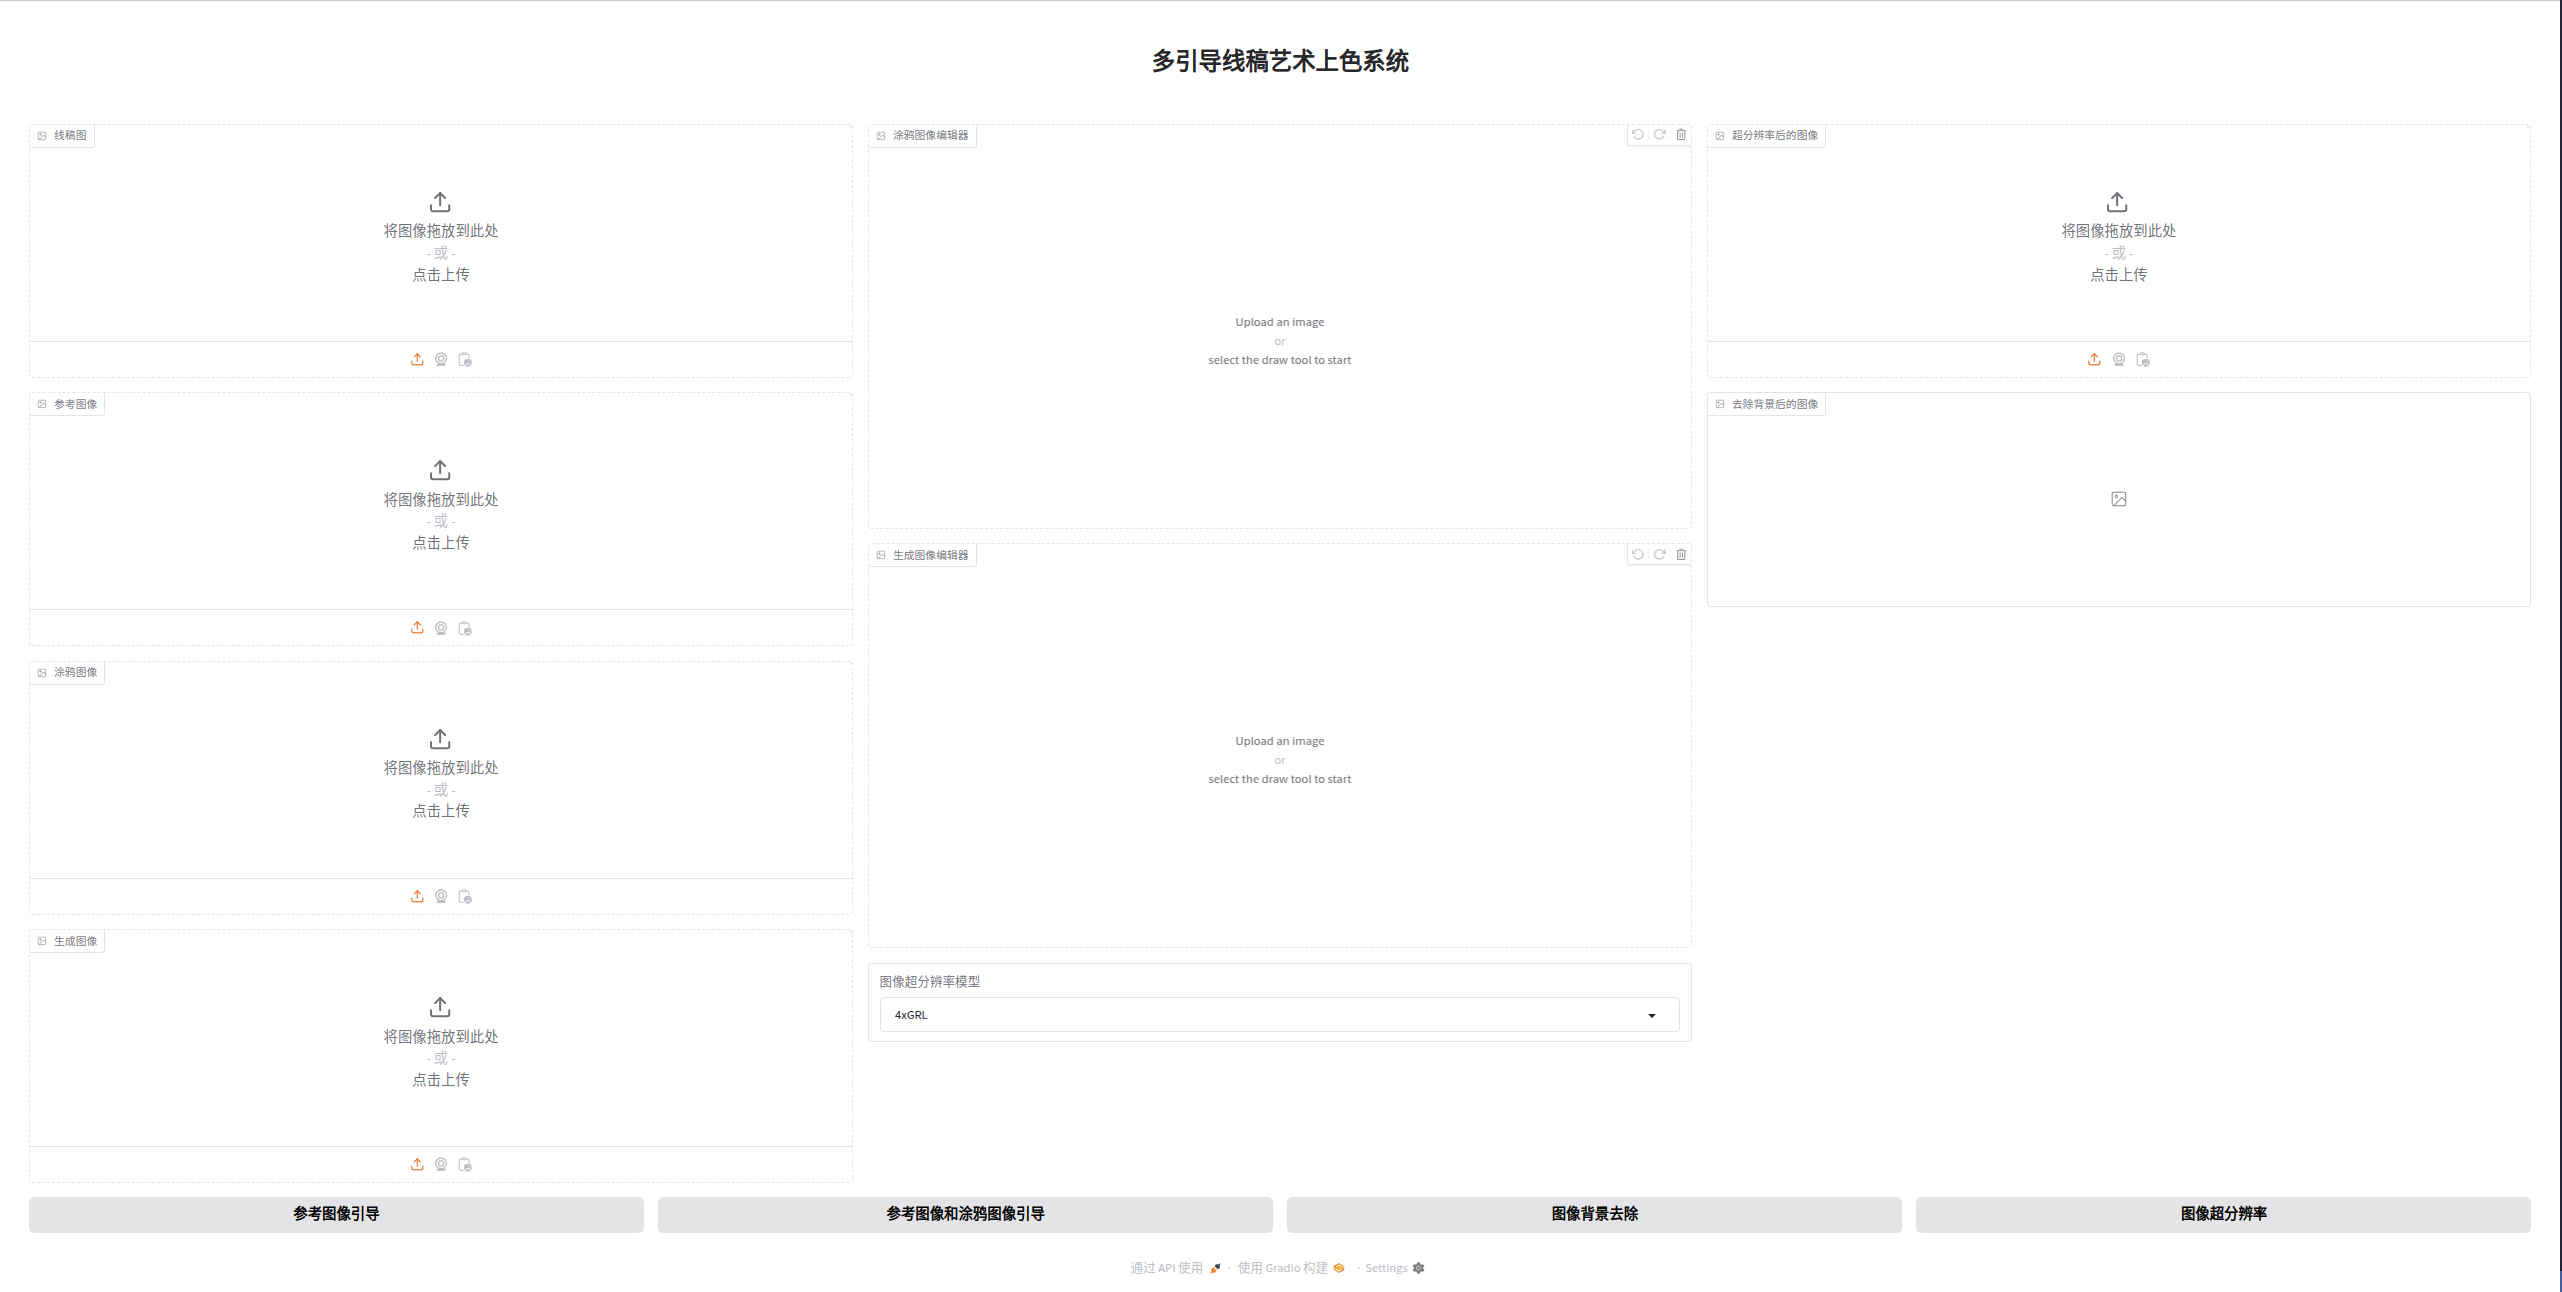 多引导线稿艺术上色系统
线稿图
将图像拖放到此处
- 或 -
点击上传
参考图像
将图像拖放到此处
- 或 -
点击上传
涂鸦图像
将图像拖放到此处
- 或 -
点击上传
生成图像
将图像拖放到此处
- 或 -
点击上传
涂鸦图像编辑器
Upload an image
or
select the draw tool to start
生成图像编辑器
Upload an image
or
select the draw tool to start
图像超分辨率模型
4xGRL
超分辨率后的图像
将图像拖放到此处
- 或 -
点击上传
去除背景后的图像
参考图像引导
参考图像和涂鸦图像引导
图像背景去除
图像超分辨率
通过 API 使用 · 使用 Gradio 构建 · Settings